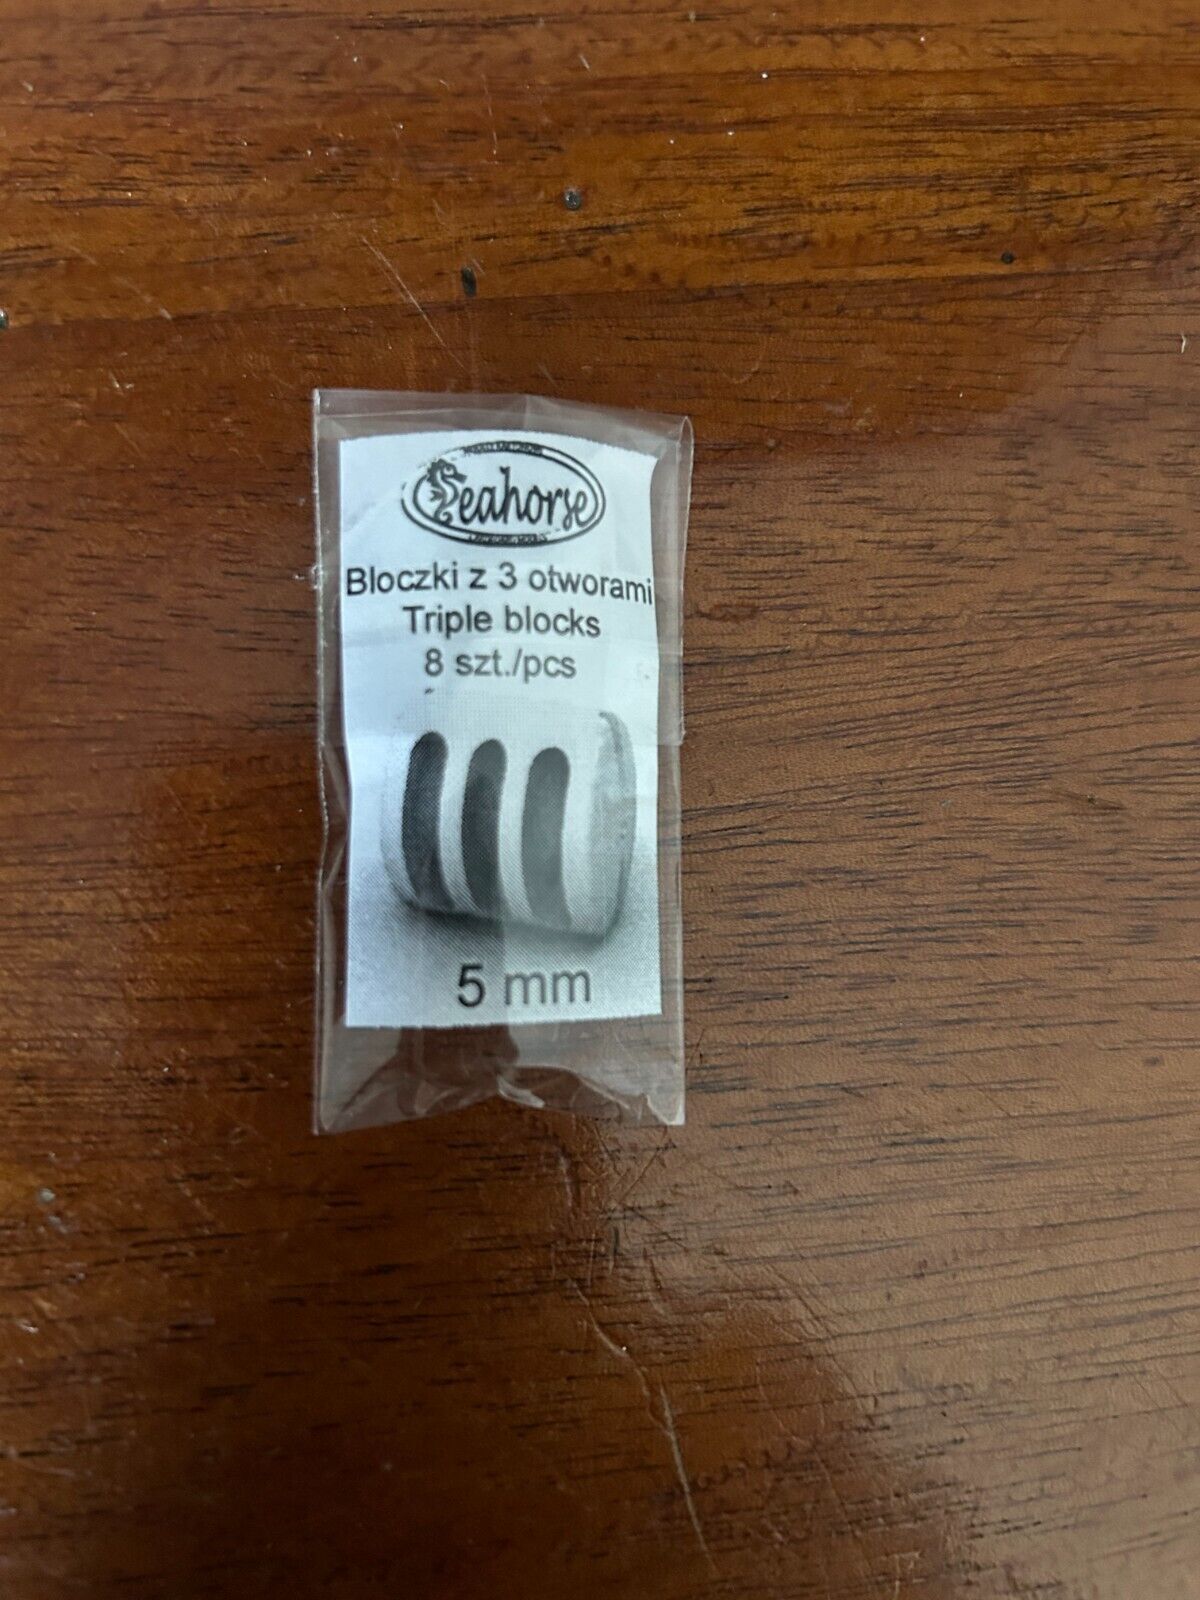 Seahorse
Bloczki z 3 otworami
Triple blocks
8 szt./pcs
5 mm